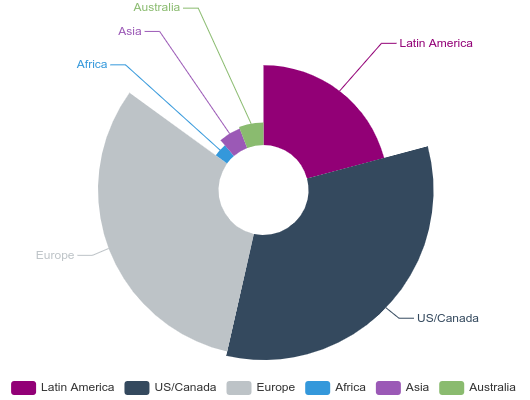 Australia
Asia
Latin America
Africa
Europe
US/Canada
Latin America US/Canada Europe Africa Asia Australia